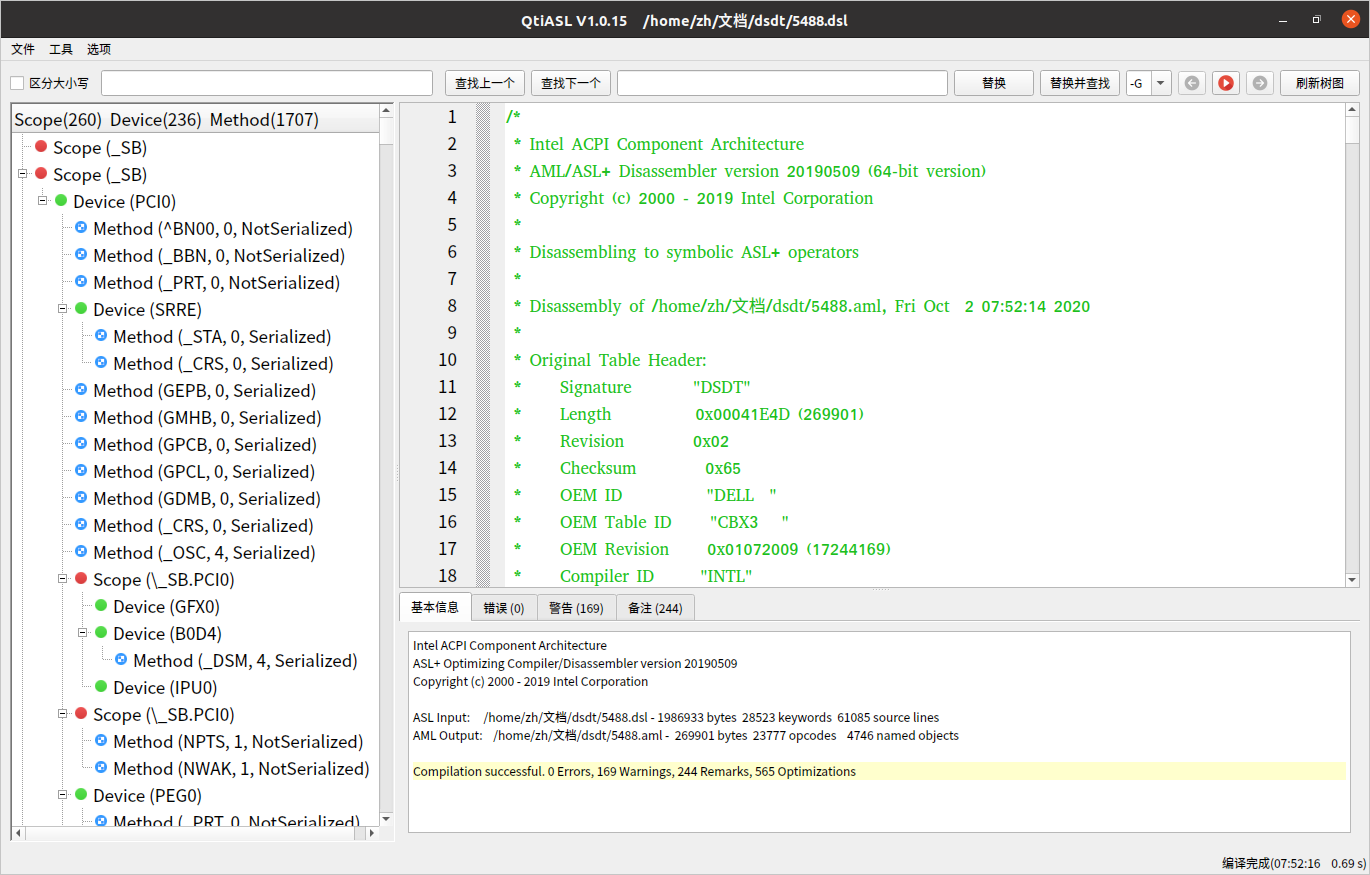 QtiASL V1.0.15 /home/zh/文档/dsdt/5488.dsl
文件 工具 选项
区分大小写 查找上一个 查找下一个 替换 替换并查找 -G 刷新树图
Scope(260) Device(236) Method(1707)
Scope (_SB)
Scope (_SB)
Device (PCI0)
Method (^BN00, 0, NotSerialized)
Method (_BBN, 0, NotSerialized)
Method (_PRT, 0, NotSerialized)
Device (SRRE)
Method (_STA, 0, Serialized)
Method (_CRS, 0, Serialized)
Method (GEPB, 0, Serialized)
Method (GMHB, 0, Serialized)
Method (GPCB, 0, Serialized)
Method (GPCL, 0, Serialized)
Method (GDMB, 0, Serialized)
Method (_CRS, 0, Serialized)
Method (_OSC, 4, Serialized)
Scope (\_SB.PCI0)
Device (GFX0)
Device (B0D4)
Method (_DSM, 4, Serialized)
Device (IPU0)
Scope (\_SB.PCI0)
Method (NPTS, 1, NotSerialized)
Method (NWAK, 1, NotSerialized)
Device (PEG0)
Method (_PRT, 0, NotSerialized)
1 /*
2 * Intel ACPI Component Architecture
3 * AML/ASL+ Disassembler version 20190509 (64-bit version)
4 * Copyright (c) 2000 - 2019 Intel Corporation
5 *
6 * Disassembling to symbolic ASL+ operators
7 *
8 * Disassembly of /home/zh/文档/dsdt/5488.aml, Fri Oct 2 07:52:14 2020
9 *
10 * Original Table Header:
11 * Signature "DSDT"
12 * Length 0x00041E4D (269901)
13 * Revision 0x02
14 * Checksum 0x65
15 * OEM ID "DELL "
16 * OEM Table ID "CBX3 "
17 * OEM Revision 0x01072009 (17244169)
18 * Compiler ID "INTL"
基本信息 错误 (0) 警告 (169) 备注 (244)
Intel ACPI Component Architecture
ASL+ Optimizing Compiler/Disassembler version 20190509
Copyright (c) 2000 - 2019 Intel Corporation
ASL Input: /home/zh/文档/dsdt/5488.dsl - 1986933 bytes 28523 keywords 61085 source lines
AML Output: /home/zh/文档/dsdt/5488.aml - 269901 bytes 23777 opcodes 4746 named objects
Compilation successful. 0 Errors, 169 Warnings, 244 Remarks, 565 Optimizations
编译完成(07:52:16 0.69 s)